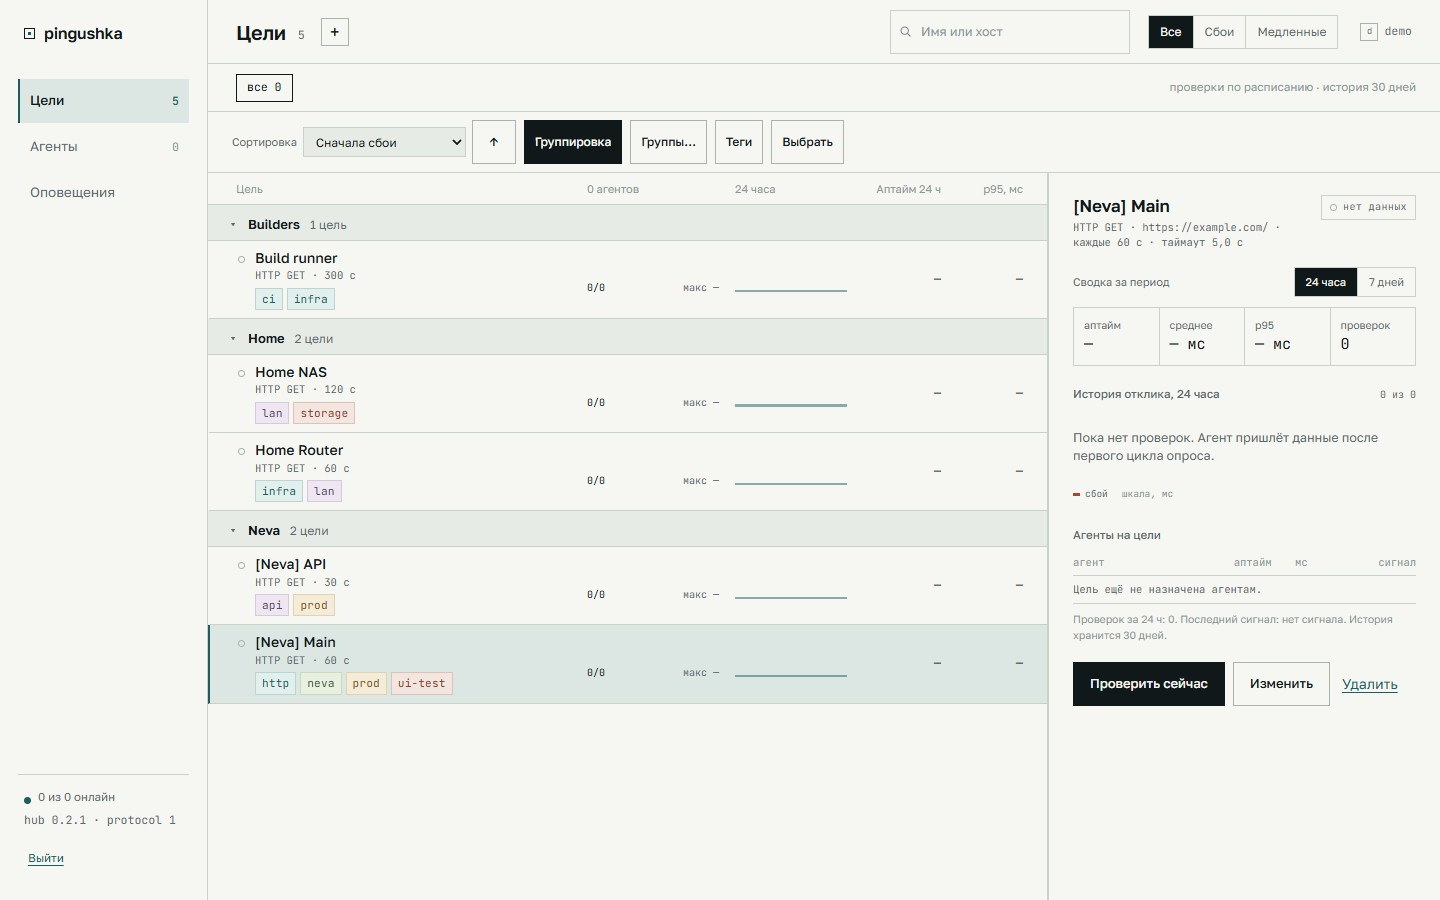 pingushka
Цели 5
Агенты 0
Оповещения
0 из 0 онлайн
hub 0.2.1 · protocol 1
Выйти
Цели 5 +
Имя или хост
Все Сбои Медленные
d demo
все 0
проверки по расписанию · история 30 дней
Сортировка Сначала сбои ↑ Группировка Группы... Теги Выбрать
Цель 0 агентов 24 часа Аптайм 24 ч p95, мс
Builders 1 цель
Build runner
HTTP GET · 300 с
0/0 макс — — —
ci infra
Home 2 цели
Home NAS
HTTP GET · 120 с
0/0 макс — — —
lan storage
Home Router
HTTP GET · 60 с
0/0 макс — — —
infra lan
Neva 2 цели
[Neva] API
HTTP GET · 30 с
0/0 макс — — —
api prod
[Neva] Main
HTTP GET · 60 с
0/0 макс — — —
http neva prod ui-test
[Neva] Main
нет данных
HTTP GET · https://example.com/ ·
каждые 60 с · таймаут 5,0 с
Сводка за период 24 часа 7 дней
аптайм среднее p95 проверок
— — мс — мс 0
История отклика, 24 часа 0 из 0
Пока нет проверок. Агент пришлёт данные после
первого цикла опроса.
сбой шкала, мс
Агенты на цели
агент аптайм мс сигнал
Цель ещё не назначена агентам.
Проверок за 24 ч: 0. Последний сигнал: нет сигнала. История
хранится 30 дней.
Проверить сейчас Изменить Удалить